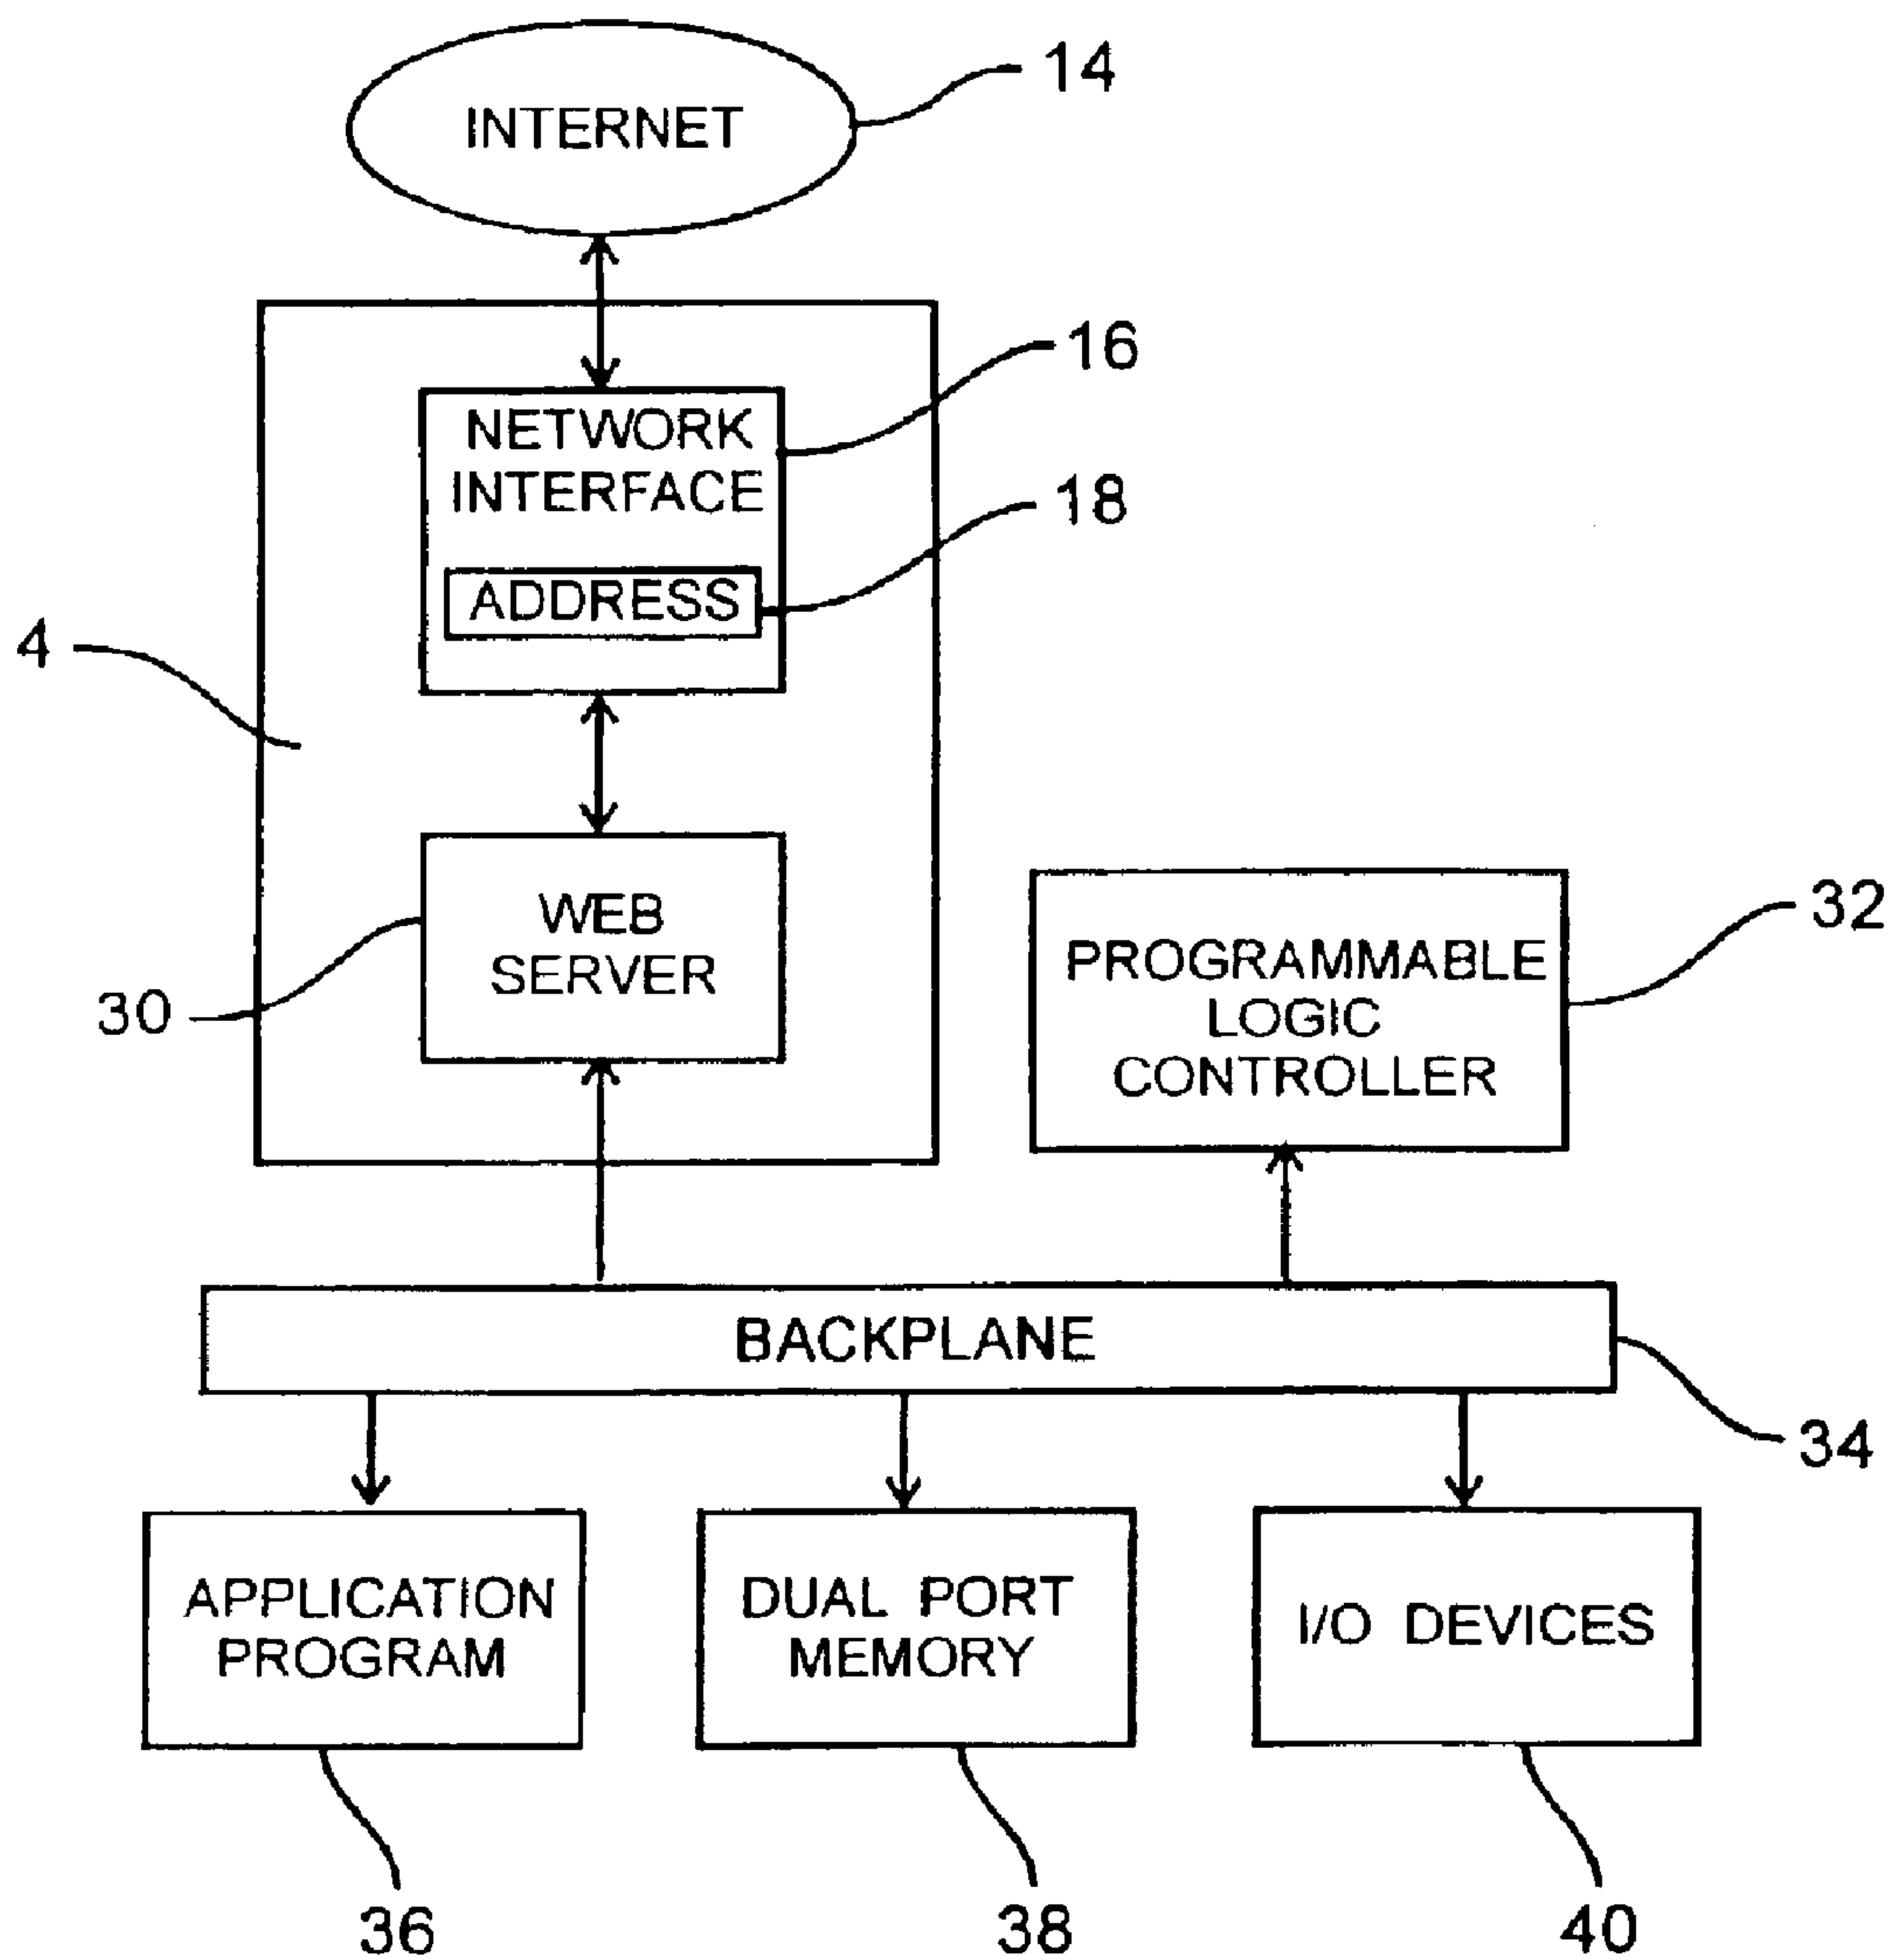 INTERNET
14
NETWORK
INTERFACE
16
ADDRESS
18
4
WEB
SERVER
30
PROGRAMMABLE
LOGIC
CONTROLLER
32
BACKPLANE
34
APPLICATION
PROGRAM
DUAL PORT
MEMORY
I/O DEVICES
36
38
40